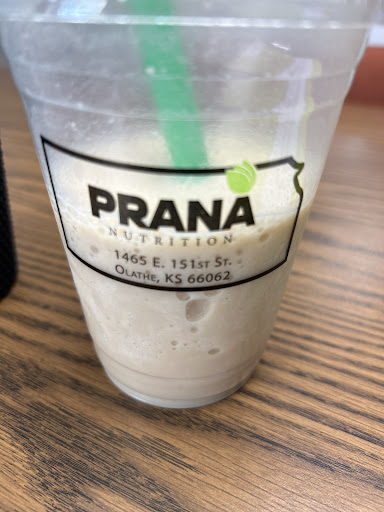 PRANA
NUTRITION
1465 E. 151ST ST.
OLATHE, KS 66062